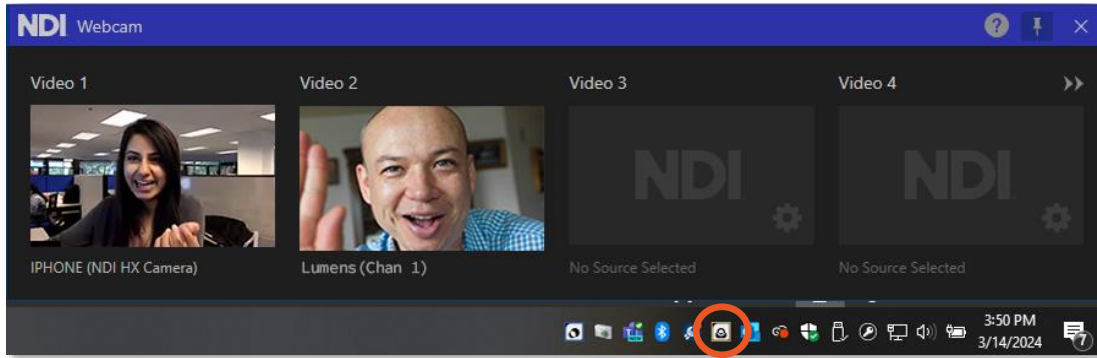 NDI Webcam ?
Video 1 Video 2 Video 3 Video 4
NDI NDI
IPHONE (NDI HX Camera) Lumens(Chan 1) No Source Selected No Source Selected
3:50 PM
3/14/2024 7